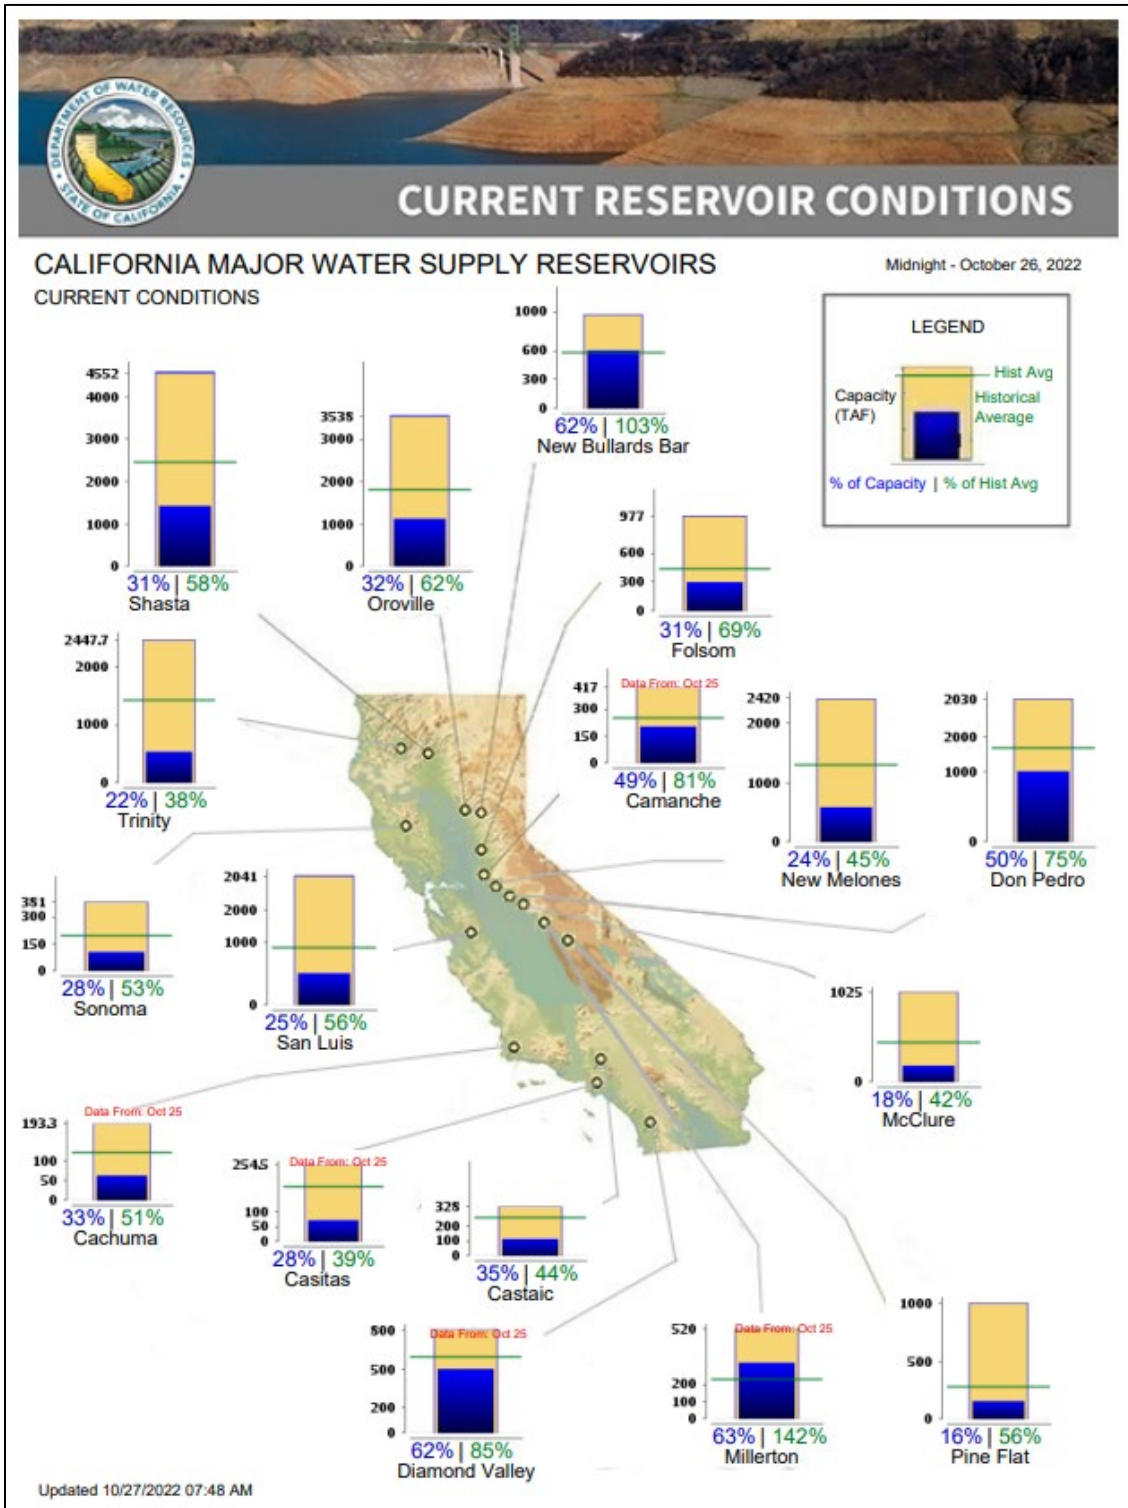 DEPARTMENT OF WATER RESOURCES
STATE OF CALIFORNIA
CURRENT RESERVOIR CONDITIONS
CALIFORNIA MAJOR WATER SUPPLY RESERVOIRS
Midnight - October 26, 2022
CURRENT CONDITIONS
LEGEND
Hist Avg
Capacity
(TAF)
Historical
Average
% of Capacity | % of Hist Avg
1000
600
300
0
62% | 103%
New Bullards Bar
4552
4000
3000
2000
1000
0
31% | 58%
Shasta
3538
3000
2000
1000
0
32% | 62%
Oroville
977
600
300
0
31% | 69%
Folsom
2447.7
2000
1000
0
22% | 38%
Trinity
Data From: Oct 25
417
300
150
0
49% | 81%
Camanche
2420
2000
1000
0
24% | 45%
New Melones
2030
2000
1000
0
50% | 75%
Don Pedro
381
300
150
0
28% | 53%
Sonoma
2041
2000
1000
0
25% | 56%
San Luis
1025
0
18% | 42%
McClure
Data From: Oct 25
193.3
100
50
0
33% | 51%
Cachuma
Data From: Oct 25
254.5
100
50
0
28% | 39%
Casitas
328
200
100
0
35% | 44%
Castaic
Data From: Oct 25
800
500
200
0
62% | 85%
Diamond Valley
Data From: Oct 25
520
200
100
0
63% | 142%
Millerton
1000
500
0
16% | 56%
Pine Flat
Updated 10/27/2022 07:48 AM